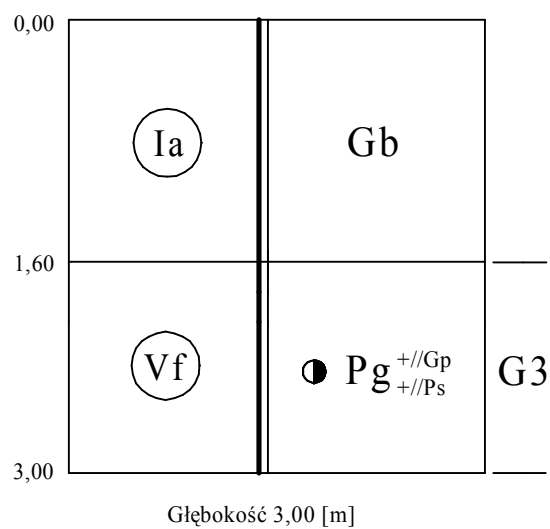 0,00
Ia Gb
1,60
Vf Pg +//Gp +//Ps G3
3,00
Głębokość 3,00 [m]